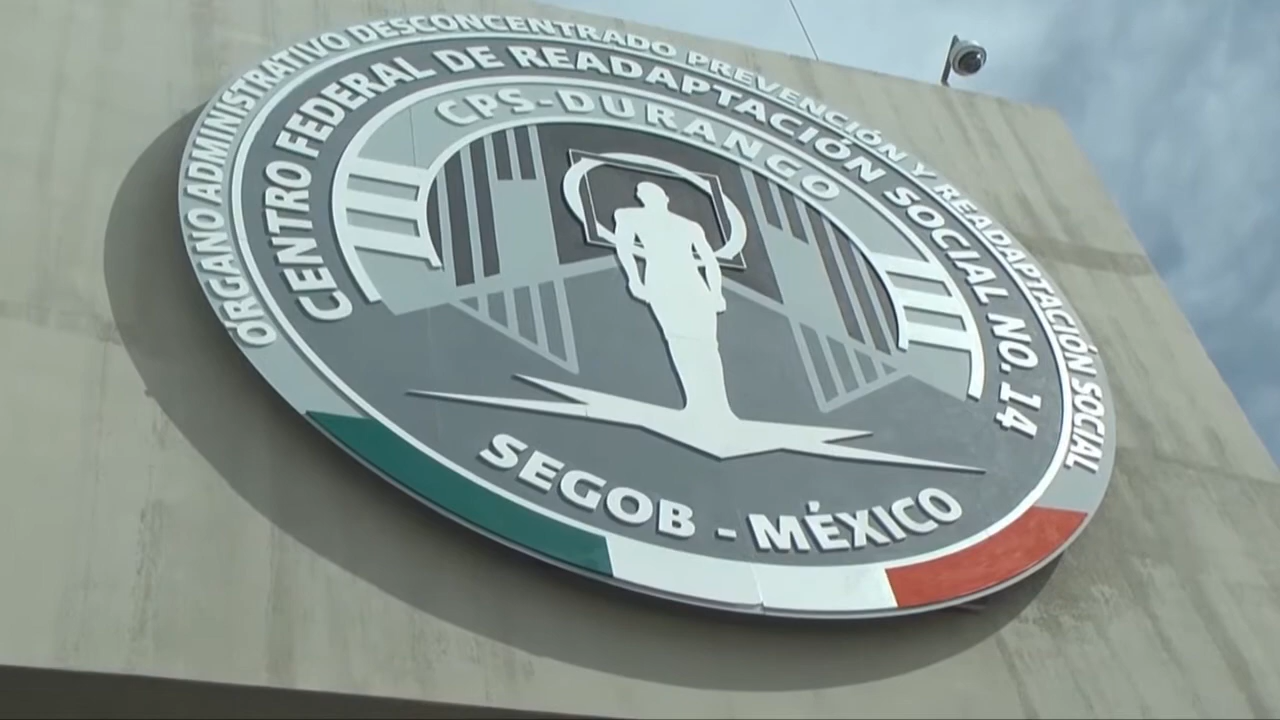 ÓRGANO ADMINISTRATIVO DESCONCENTRADO PREVENCIÓN Y READAPTACIÓN SOCIAL
CENTRO FEDERAL DE READAPTACIÓN SOCIAL NO. 14
CPS-DURANGO
SEGOB - MÉXICO